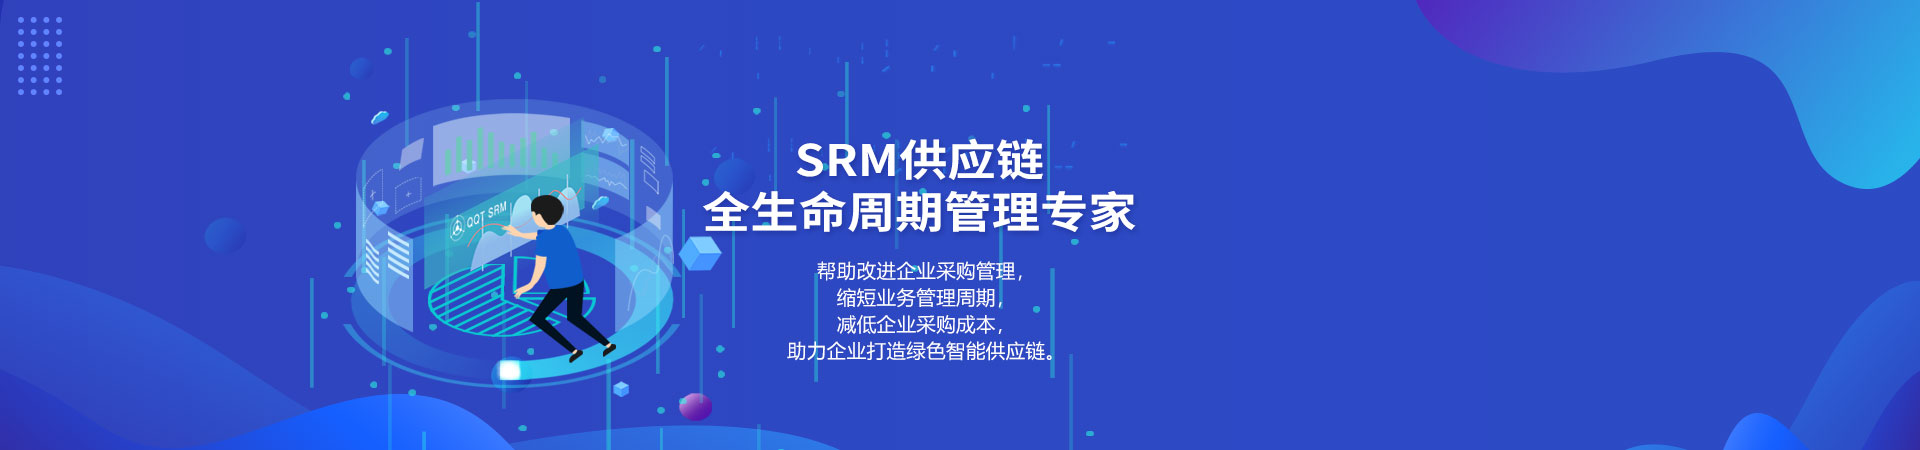 SRM供应链
全生命周期管理专家
帮助改进企业采购管理，
缩短业务管理周期，
减低企业采购成本，
助力企业打造绿色智能供应链。
QQT SRM